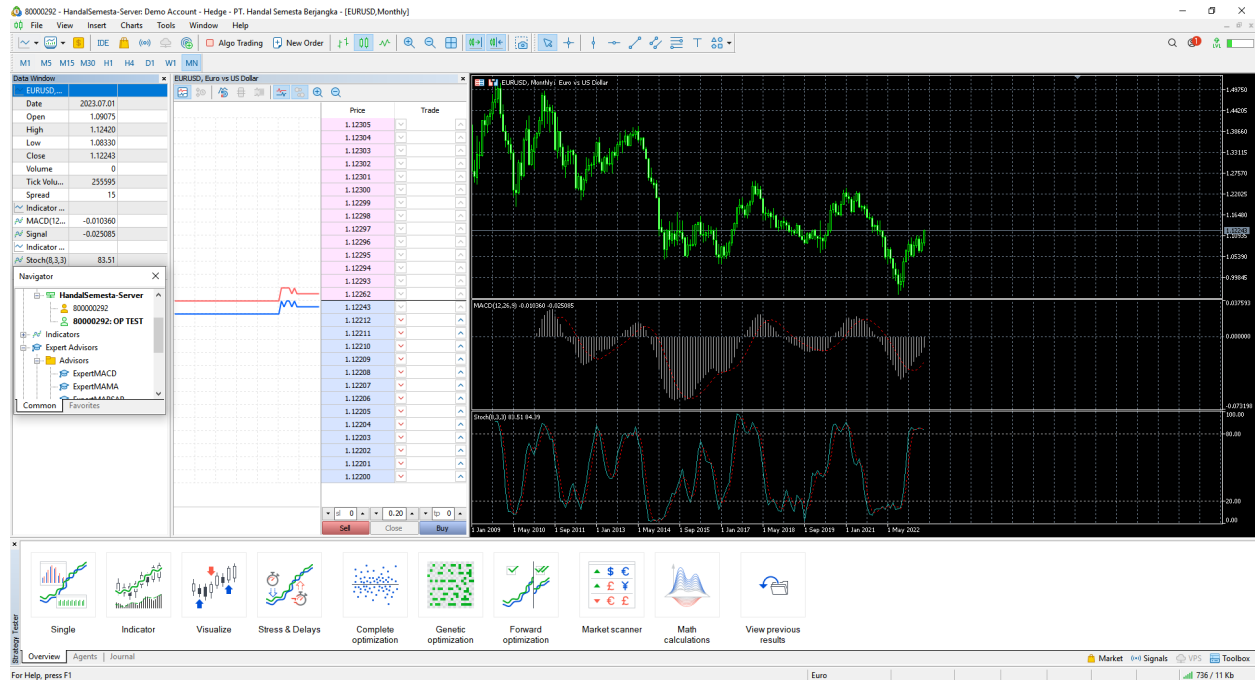 80000292 - HandalSemesta-Server: Demo Account - Hedge - PT. Handal Semesta Berjangka - [EURUSD,Monthly]
File View Insert Charts Tools Window Help
IDE Algo Trading New Order LVL
M1 M5 M15 M30 H1 H4 D1 W1 MN
Data Window
EURUSD,...
Date 2023.07.01
Open 1.09075
High 1.12420
Low 1.08330
Close 1.12243
Volume 0
Tick Volu... 255595
Spread 15
Indicator ...
MACD(12... -0.010360
Signal -0.025085
Indicator ...
Stoch(8,3,3) 83.51
Navigator
HandalSemesta-Server
800000292
80000292: OP TEST
Indicators
Expert Advisors
Advisors
ExpertMACD
ExpertMAMA
Common Favorites
EURUSD, Euro vs US Dollar
Price Trade
1.12305
1.12304
1.12303
1.12302
1.12301
1.12300
1.12299
1.12298
1.12297
1.12296
1.12295
1.12294
1.12293
1.12262
1.12243
1.12212
1.12211
1.12210
1.12209
1.12208
1.12207
1.12206
1.12205
1.12204
1.12203
1.12202
1.12201
1.12200
sl 0 0.20 tp 0
Sell Close Buy
EURUSD, Monthly: Euro vs US Dollar
1.49750
1.44205
1.38660
1.33115
1.27570
1.22025
1.16480
1.12243
1.10935
1.05390
0.99845
MACD(12,26,9) -0.010360 -0.025085
0.037593
0.000000
-0.073198
Stoch(8,3,3) 83.51 84.39
100.00
80.00
20.00
0.00
1 Jan 2009 1 May 2010 1 Sep 2011 1 Jan 2013 1 May 2014 1 Sep 2015 1 Jan 2017 1 May 2018 1 Sep 2019 1 Jan 2021 1 May 2022
Strategy Tester
Single
Indicator
Visualize
Stress & Delays
Complete
optimization
Genetic
optimization
Forward
optimization
Market scanner
Math
calculations
View previous
results
Overview Agents Journal
Market Signals VPS Toolbox
For Help, press F1 Euro 736 / 11 Kb